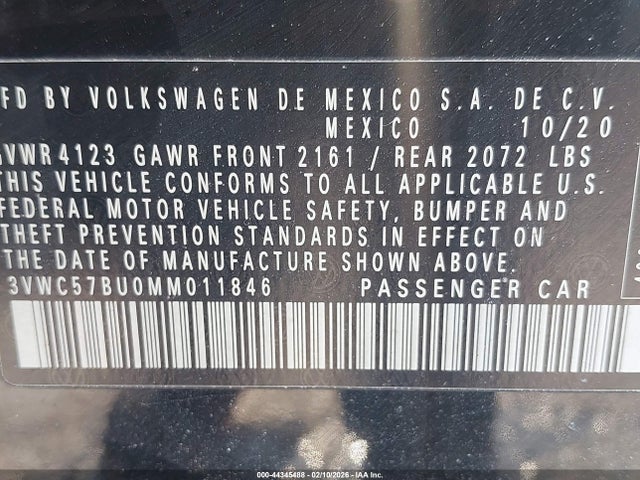 FD BY VOLKSWAGEN DE MEXICO S.A. DE C.V.
MEXICO 10/20
VWR 4123 GAWR FRONT 2161 / REAR 2072 LBS
THIS VEHICLE CONFORMS TO ALL APPLICABLE U.S.
FEDERAL MOTOR VEHICLE SAFETY, BUMPER AND
THEFT PREVENTION STANDARDS IN EFFECT ON
THE DATE OF MANUFACTURE SHOWN ABOVE.
3VWC57BU0MM011846 PASSENGER CAR
000-44345488 - 02/10/2026 - IAA Inc.